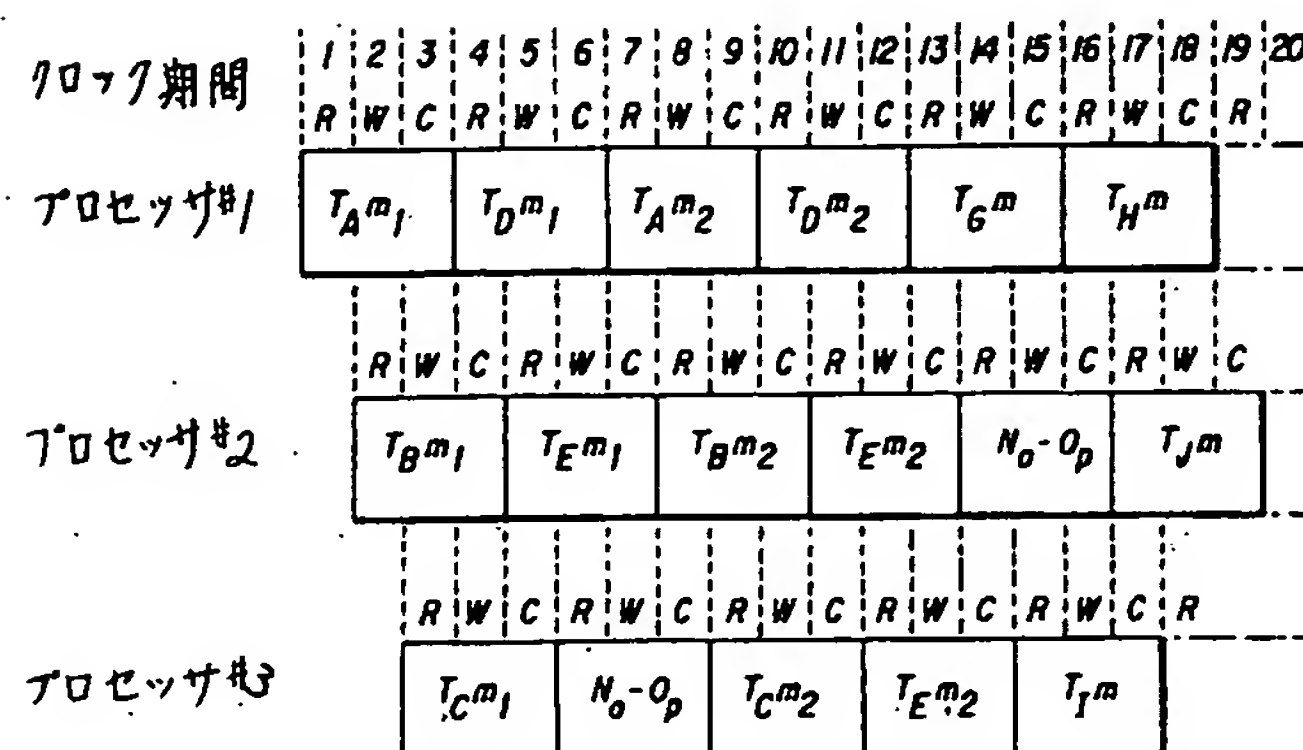 クロック期間 1 2 3 4 5 6 7 8 9 10 11 12 13 14 15 16 17 18 19 20
R W C R W C R W C R W C R W C R W C R
プロセッサ#1 TAm1 TDm1 TAm2 TDm2 TGm THm
R W C R W C R W C R W C R W C R W C
プロセッサ#2 TBm1 TEm1 TBm2 TEm2 No-Op TJm
R W C R W C R W C R W C R W C R
プロセッサ#3 TCm1 No-Op TCm2 TEm2 TIm